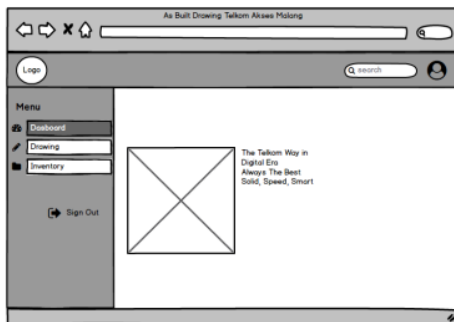 As Built Drawing Telkom Akses Malang
Logo
search
Menu
Dasboard
Drawing
Inventory
Sign Out
The Telkom Way in
Digital Era
Always The Best
Solid, Speed, Smart